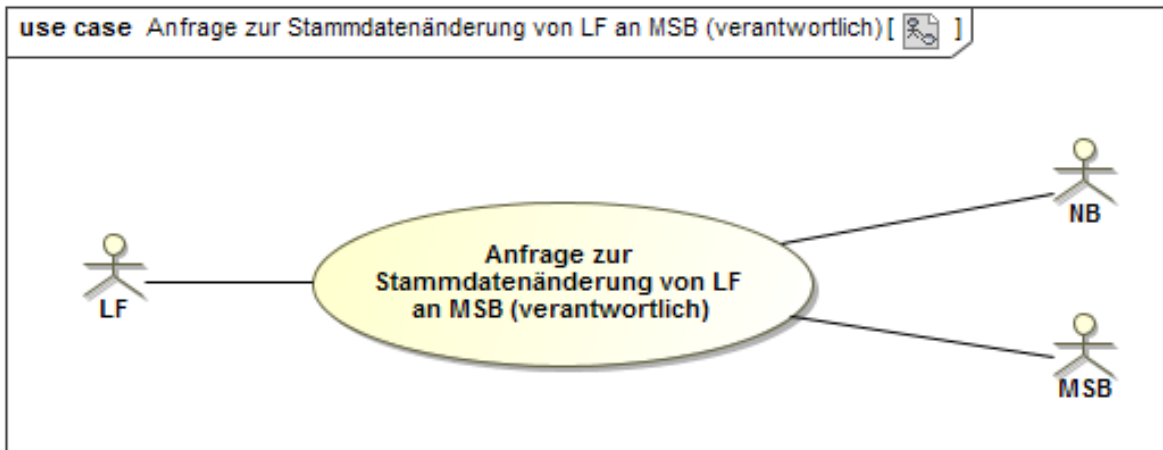 use case Anfrage zur Stammdatenänderung von LF an MSB (verantwortlich) [ ]
NB
Anfrage zur
Stammdatenänderung von LF
an MSB (verantwortlich)
LF
MSB